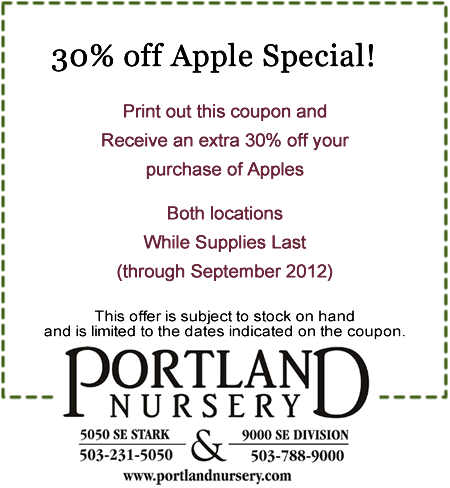 30% off Apple Special!
Print out this coupon and
Receive an extra 30% off your
purchase of Apples
Both locations
While Supplies Last
(through September 2012)
This offer is subject to stock on hand
and is limited to the dates indicated on the coupon.
PORTLAND
NURSERY
5050 SE STARK & 9000 SE DIVISION
503-231-5050 503-788-9000
www.portlandnursery.com